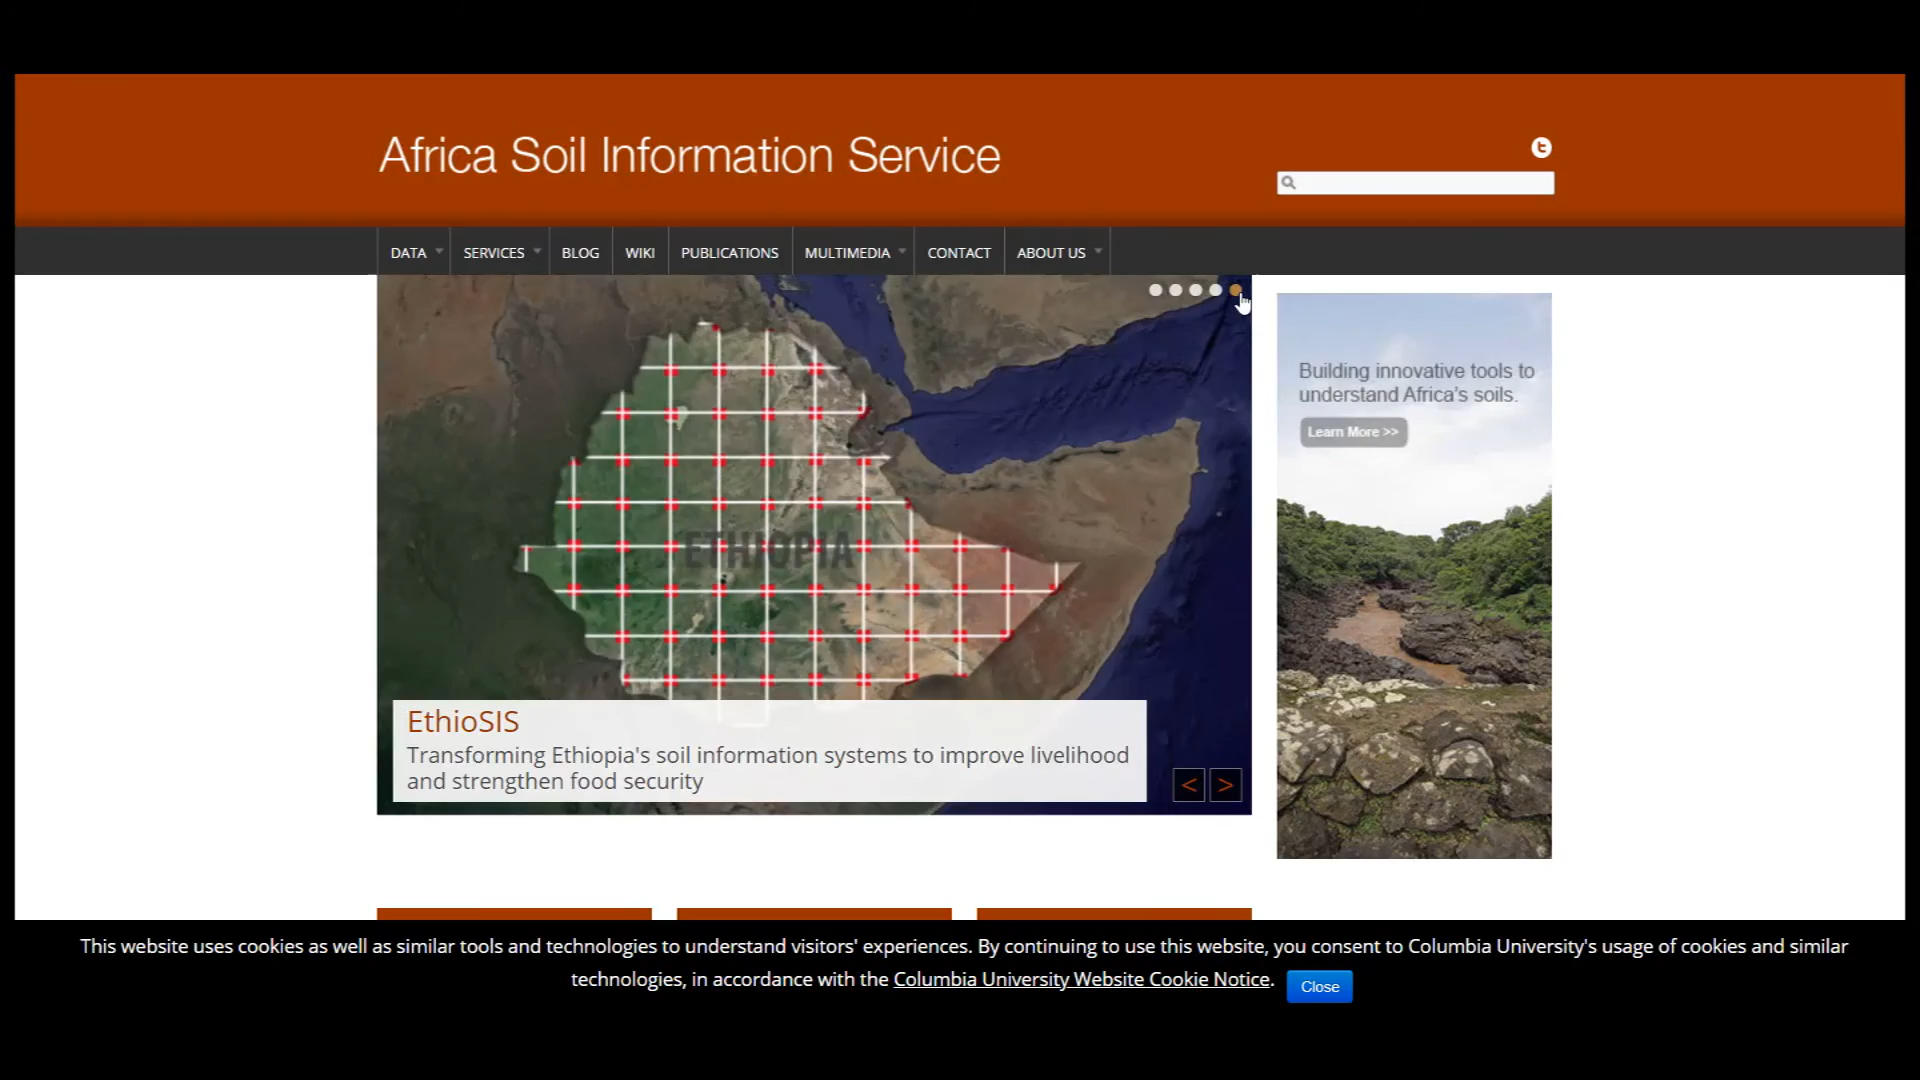 Africa Soil Information Service
DATA
SERVICES
BLOG
WIKI
PUBLICATIONS
MULTIMEDIA
CONTACT
ABOUT US
ETHIOPIA
EthioSIS
Transforming Ethiopia's soil information systems to improve livelihood
and strengthen food security
< >
Building innovative tools to
understand Africa's soils.
Learn More >>
This website uses cookies as well as similar tools and technologies to understand visitors' experiences. By continuing to use this website, you consent to Columbia University's usage of cookies and similar
technologies, in accordance with the Columbia University Website Cookie Notice. Close